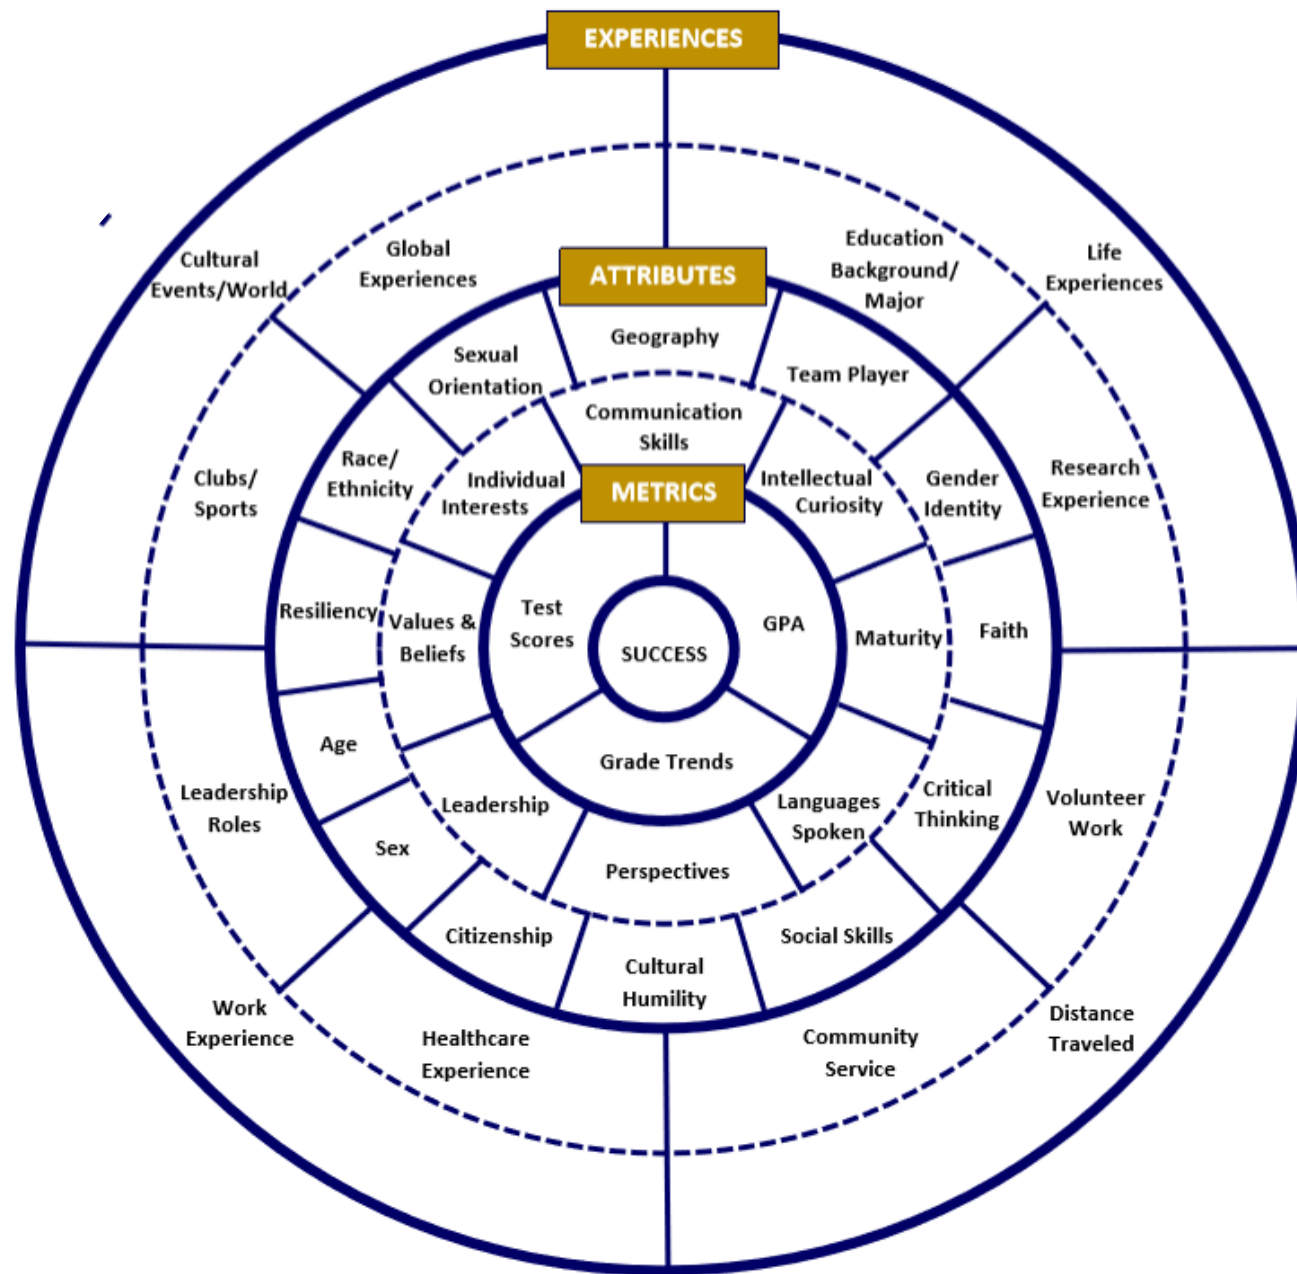 EXPERIENCES
Cultural
Events/World
Global
Experiences
Education
Background/
Major
Life
Experiences
ATTRIBUTES
Geography
Sexual
Orientation
Team Player
Communication
Skills
Race/
Ethnicity
Individual
Interests
METRICS
Intellectual
Curiosity
Gender
Identity
Clubs/
Sports
Research
Experience
Resiliency
Values &
Beliefs
Test
Scores
SUCCESS
GPA
Maturity
Faith
Age
Grade Trends
Leadership
Roles
Leadership
Languages
Spoken
Critical
Thinking
Volunteer
Work
Sex
Perspectives
Citizenship
Cultural
Humility
Social Skills
Work
Experience
Healthcare
Experience
Community
Service
Distance
Traveled